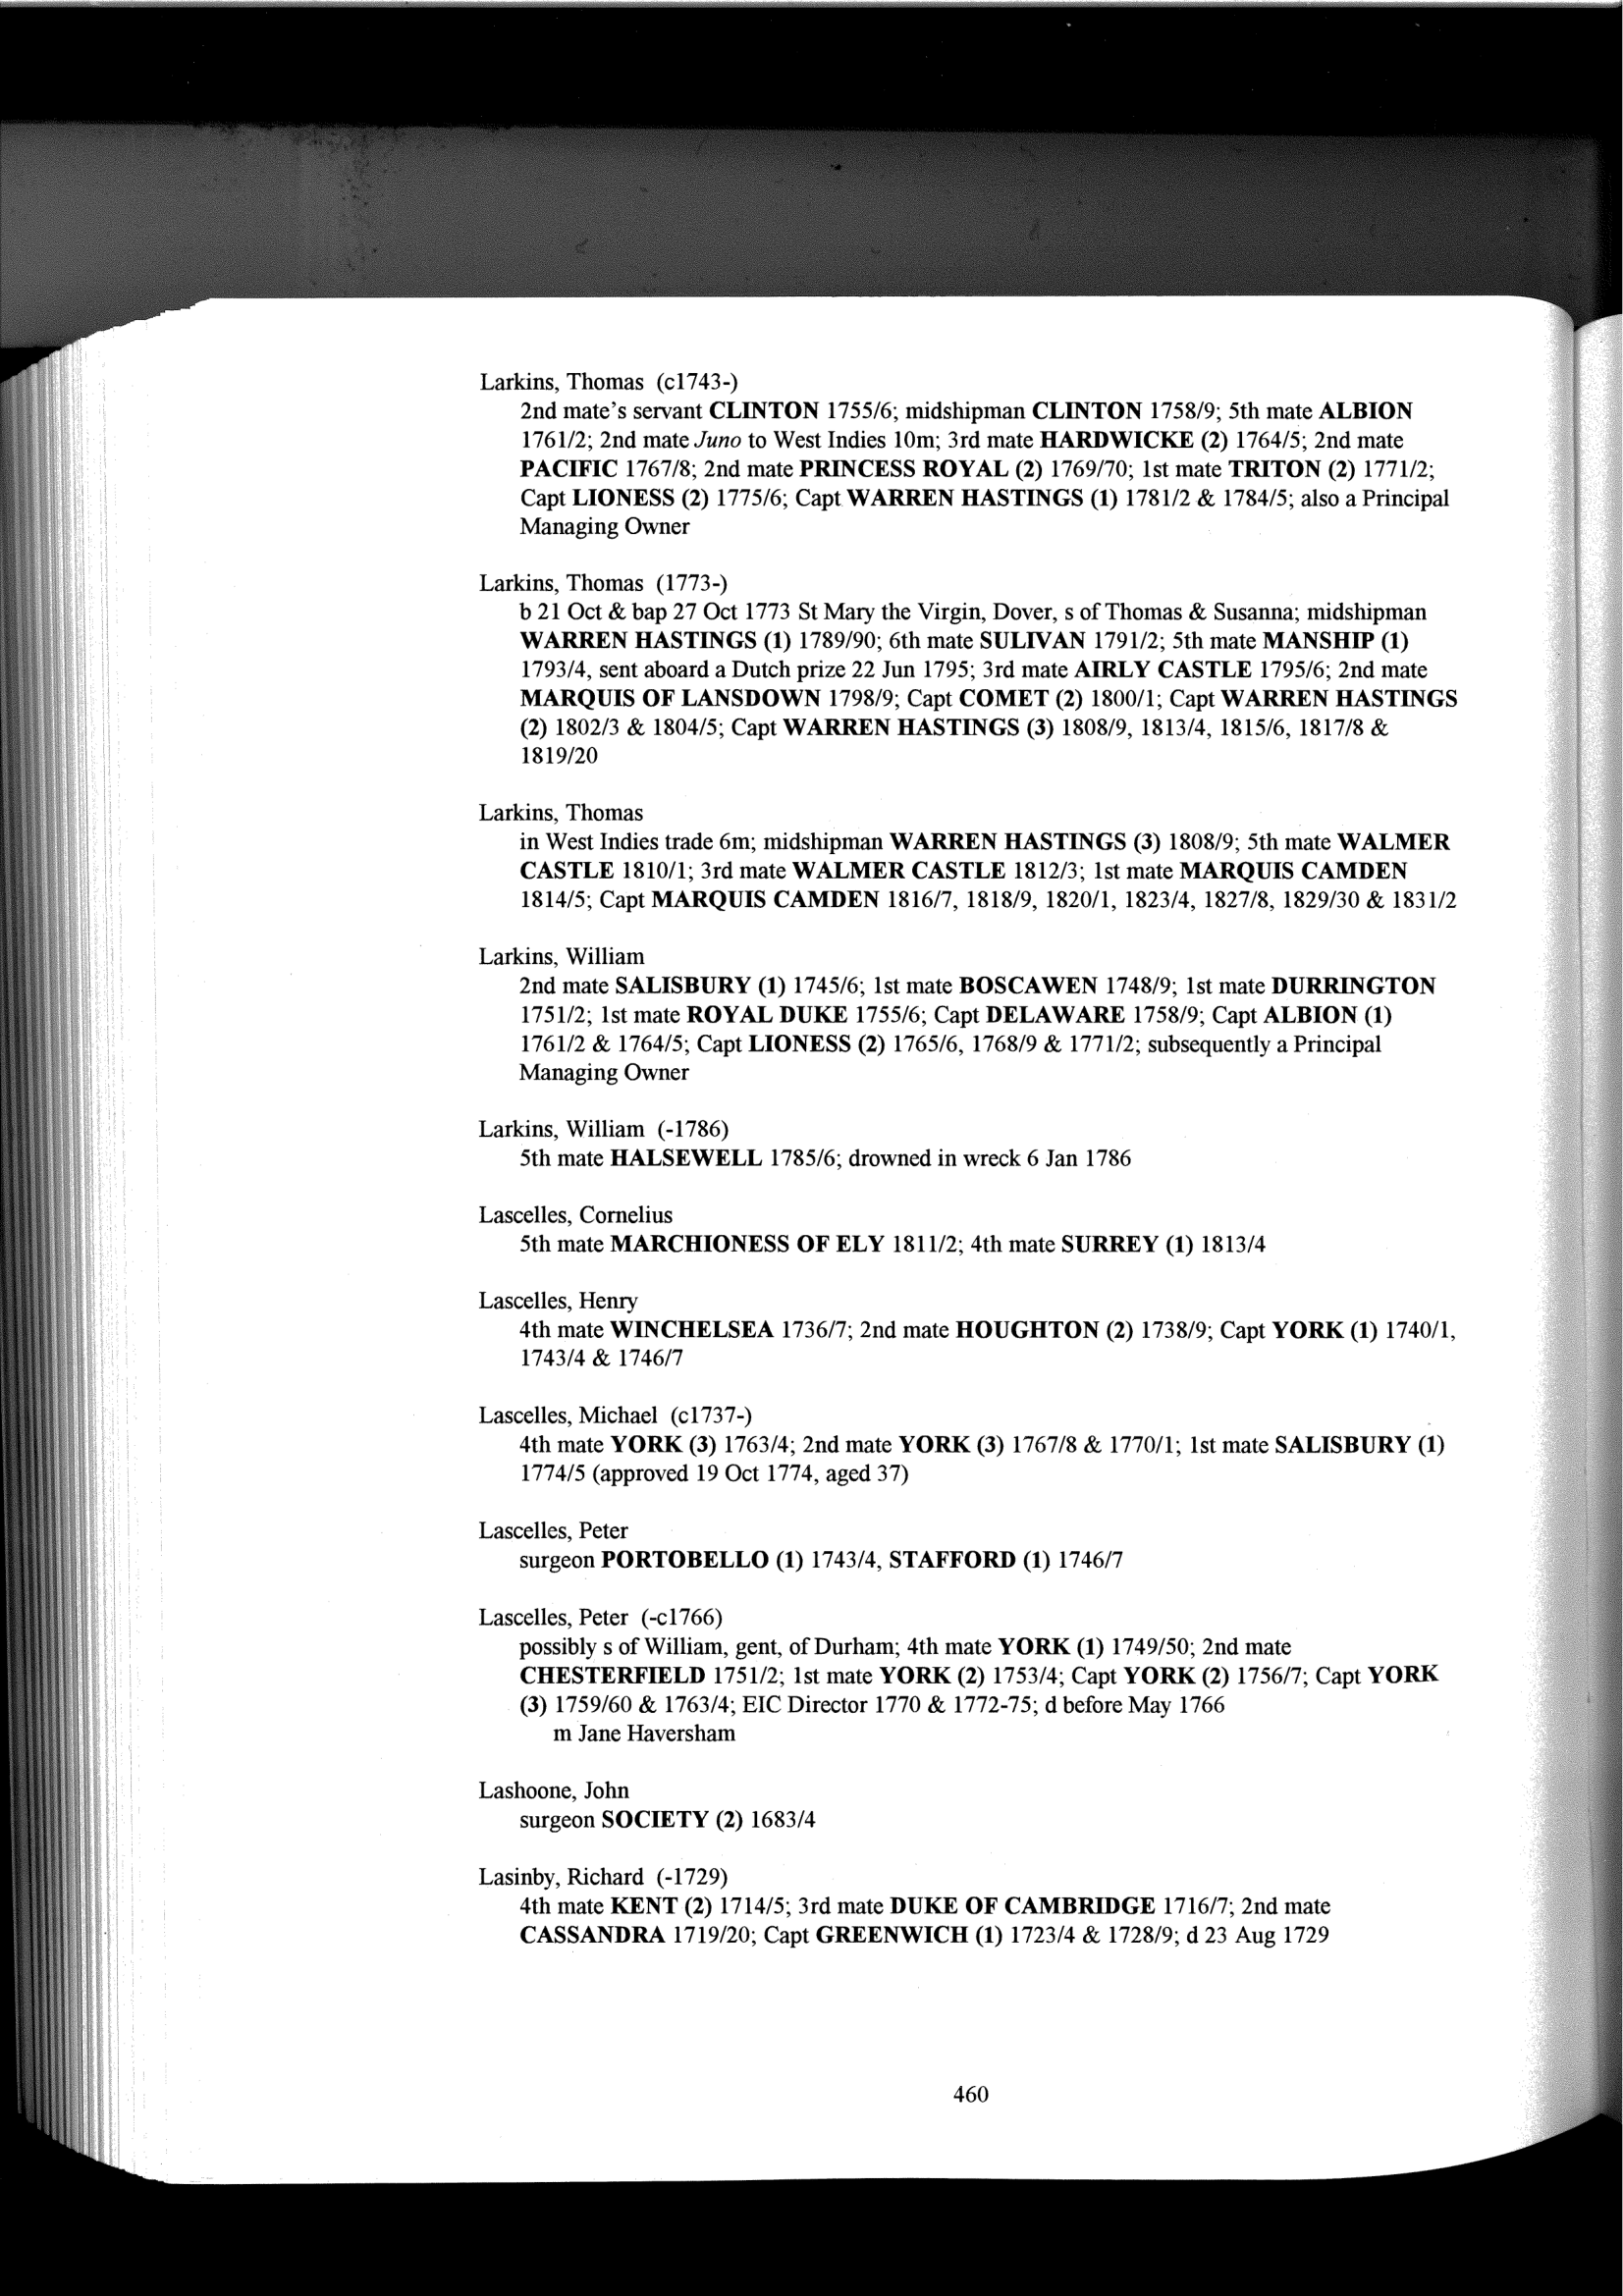 Larkins, Thomas (c1743-)
2nd mate's servant CLINTON 1755/6; midshipman CLINTON 1758/9; 5th mate ALBION
1761/2; 2nd mate Juno to West Indies 10m; 3rd mate HARDWICKE (2) 1764/5; 2nd mate
PACIFIC 1767/8; 2nd mate PRINCESS ROYAL (2) 1769/70; 1st mate TRITON (2) 1771/2;
Capt LIONESS (2) 1775/6; Capt WARREN HASTINGS (1) 1781/2 & 1784/5; also a Principal
Managing Owner
Larkins, Thomas (1773-)
b 21 Oct & bap 27 Oct 1773 St Mary the Virgin, Dover, s of Thomas & Susanna; midshipman
WARREN HASTINGS (1) 1789/90; 6th mate SULIVAN 1791/2; 5th mate MANSHIP (1)
1793/4, sent aboard a Dutch prize 22 Jun 1795; 3rd mate AIRLY CASTLE 1795/6; 2nd mate
MARQUIS OF LANSDOWN 1798/9; Capt COMET (2) 1800/1; Capt WARREN HASTINGS
(2) 1802/3 & 1804/5; Capt WARREN HASTINGS (3) 1808/9, 1813/4, 1815/6, 1817/8 &
1819/20
Larkins, Thomas
in West Indies trade 6m; midshipman WARREN HASTINGS (3) 1808/9; 5th mate WALMER
CASTLE 1810/1; 3rd mate WALMER CASTLE 1812/3; 1st mate MARQUIS CAMDEN
1814/5; Capt MARQUIS CAMDEN 1816/7, 1818/9, 1820/1, 1823/4, 1827/8, 1829/30 & 1831/2
Larkins, William
2nd mate SALISBURY (1) 1745/6; 1st mate BOSCAWEN 1748/9; 1st mate DURRINGTON
1751/2; 1st mate ROYAL DUKE 1755/6; Capt DELAWARE 1758/9; Capt ALBION (1)
1761/2 & 1764/5; Capt LIONESS (2) 1765/6, 1768/9 & 1771/2; subsequently a Principal
Managing Owner
Larkins, William (-1786)
5th mate HALSEWELL 1785/6; drowned in wreck 6 Jan 1786
Lascelles, Cornelius
5th mate MARCHIONESS OF ELY 1811/2; 4th mate SURREY (1) 1813/4
Lascelles, Henry
4th mate WINCHELSEA 1736/7; 2nd mate HOUGHTON (2) 1738/9; Capt YORK (1) 1740/1,
1743/4 & 1746/7
Lascelles, Michael (c1737-)
4th mate YORK (3) 1763/4; 2nd mate YORK (3) 1767/8 & 1770/1; 1st mate SALISBURY (1)
1774/5 (approved 19 Oct 1774, aged 37)
Lascelles, Peter
surgeon PORTOBELLO (1) 1743/4, STAFFORD (1) 1746/7
Lascelles, Peter (-c1766)
possibly s of William, gent, of Durham; 4th mate YORK (1) 1749/50; 2nd mate
CHESTERFIELD 1751/2; 1st mate YORK (2) 1753/4; Capt YORK (2) 1756/7; Capt YORK
(3) 1759/60 & 1763/4; EIC Director 1770 & 1772-75; d before May 1766
m Jane Haversham
Lashoone, John
surgeon SOCIETY (2) 1683/4
Lasinby, Richard (-1729)
4th mate KENT (2) 1714/5; 3rd mate DUKE OF CAMBRIDGE 1716/7; 2nd mate
CASSANDRA 1719/20; Capt GREENWICH (1) 1723/4 & 1728/9; d 23 Aug 1729
460